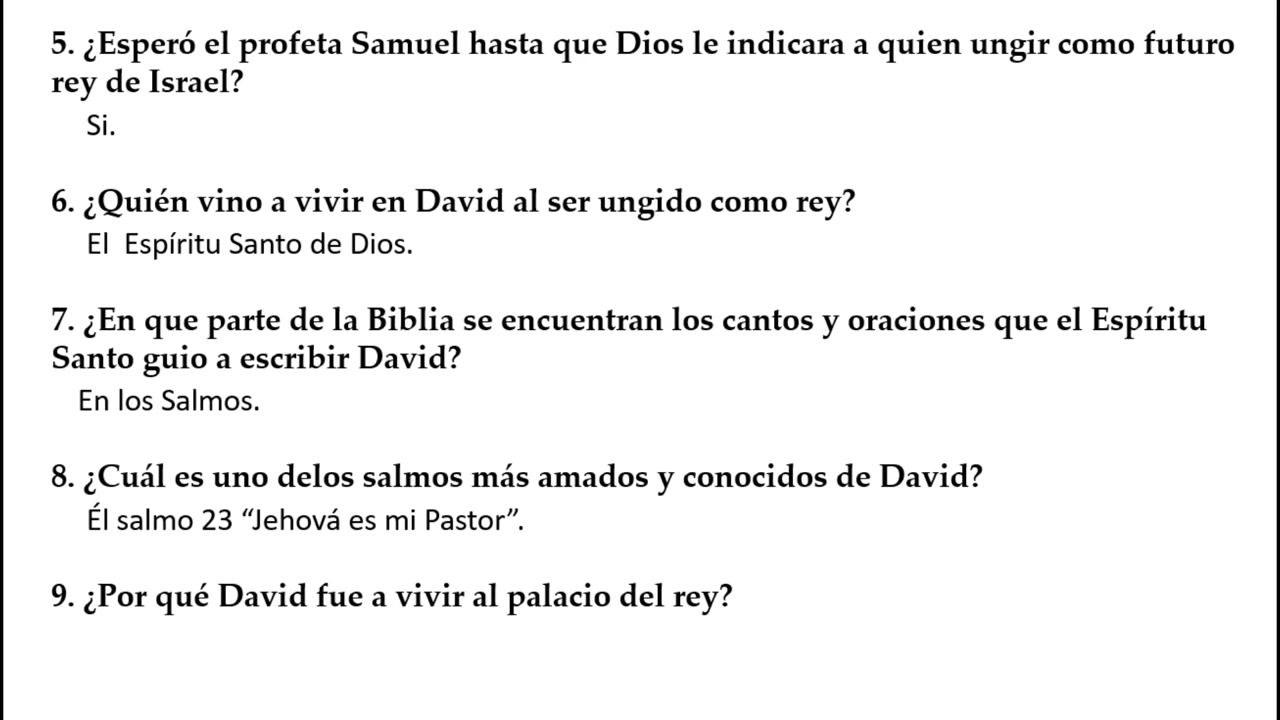 5. ¿Esperó el profeta Samuel hasta que Dios le indicara a quien ungir como futuro
rey de Israel?
Si.
6. ¿Quién vino a vivir en David al ser ungido como rey?
El  Espíritu Santo de Dios.
7. ¿En que parte de la Biblia se encuentran los cantos y oraciones que el Espíritu
Santo guio a escribir David?
En los Salmos.
8. ¿Cuál es uno delos salmos más amados y conocidos de David?
Él salmo 23 “Jehová es mi Pastor”.
9. ¿Por qué David fue a vivir al palacio del rey?